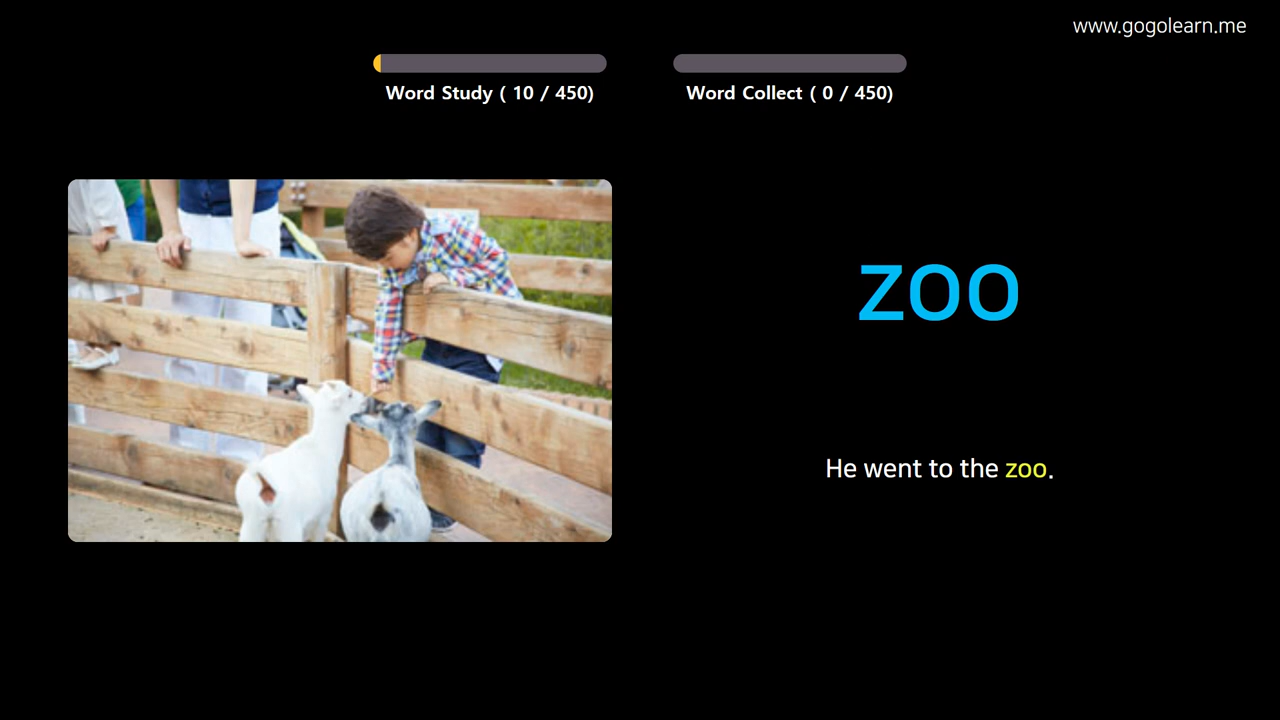 www.gogolearn.me
Word Study ( 10 / 450)
Word Collect ( 0 / 450)
zoo
He went to the zoo.